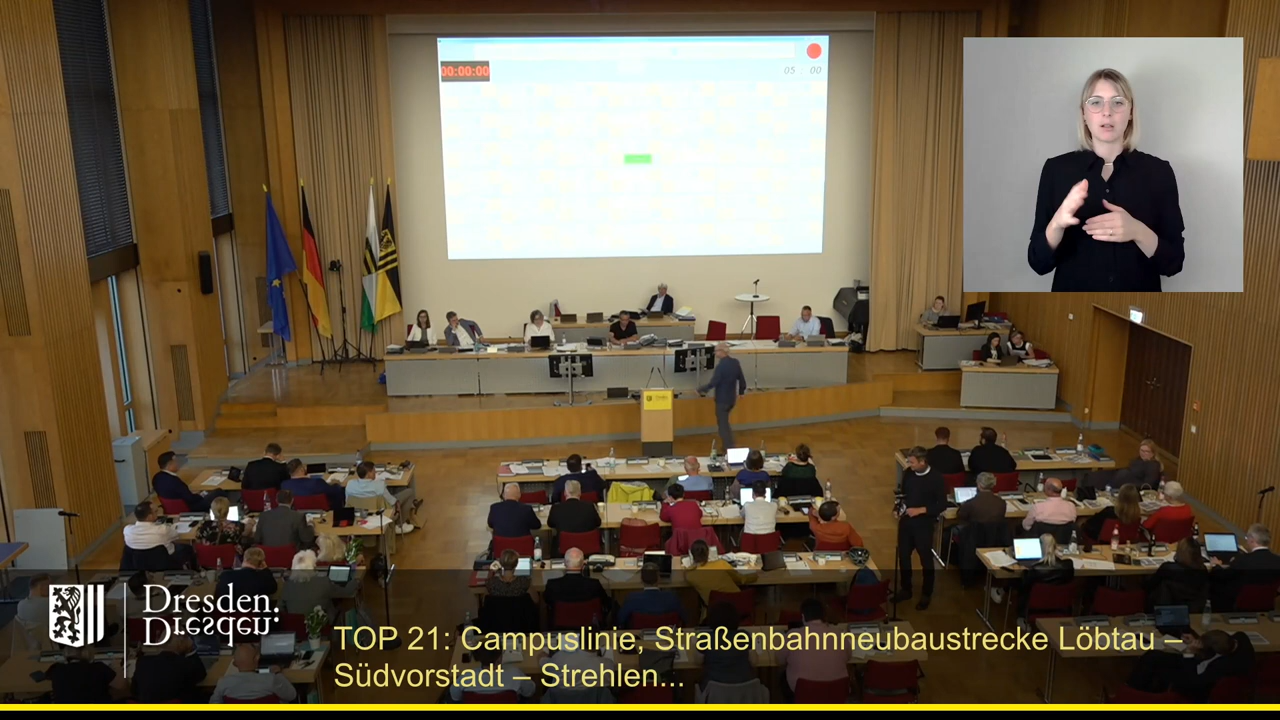 00:00:00
05 : 00
Dresden.
Dresden.
TOP 21: Campuslinie, Straßenbahnneubaustrecke Löbtau –
Südvorstadt – Strehlen...